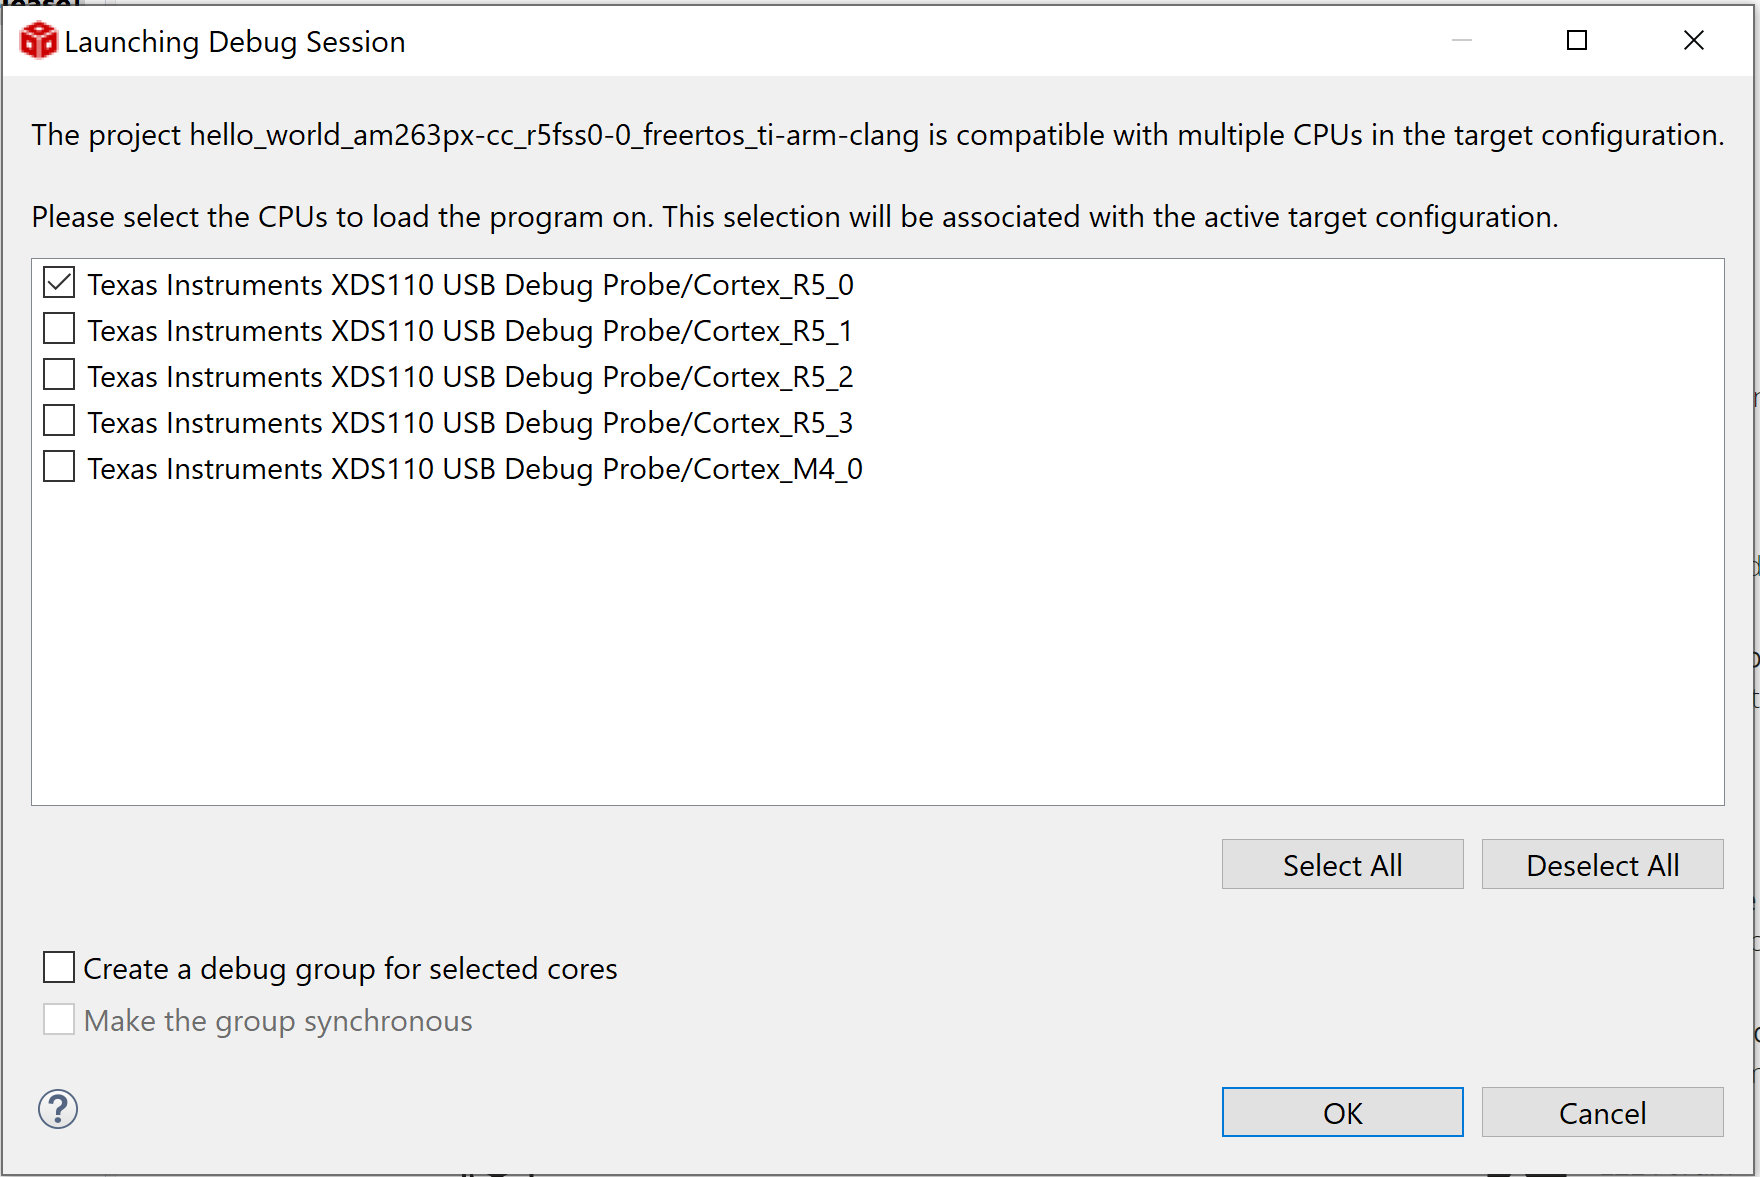 Launching Debug Session
The project hello_world_am263px-cc_r5fss0-0_freertos_ti-arm-clang is compatible with multiple CPUs in the target configuration.
Please select the CPUs to load the program on. This selection will be associated with the active target configuration.
Texas Instruments XDS110 USB Debug Probe/Cortex_R5_0
Texas Instruments XDS110 USB Debug Probe/Cortex_R5_1
Texas Instruments XDS110 USB Debug Probe/Cortex_R5_2
Texas Instruments XDS110 USB Debug Probe/Cortex_R5_3
Texas Instruments XDS110 USB Debug Probe/Cortex_M4_0
Select All Deselect All
Create a debug group for selected cores
Make the group synchronous
? OK Cancel